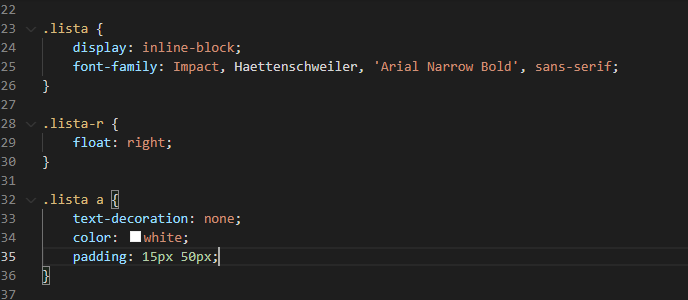 22
23 .lista {
24 display: inline-block;
25 font-family: Impact, Haettenschweiler, 'Arial Narrow Bold', sans-serif;
26 }
27
28 .lista-r {
29 float: right;
30 }
31
32 .lista a {
33 text-decoration: none;
34 color: white;
35 padding: 15px 50px;
36 }
37